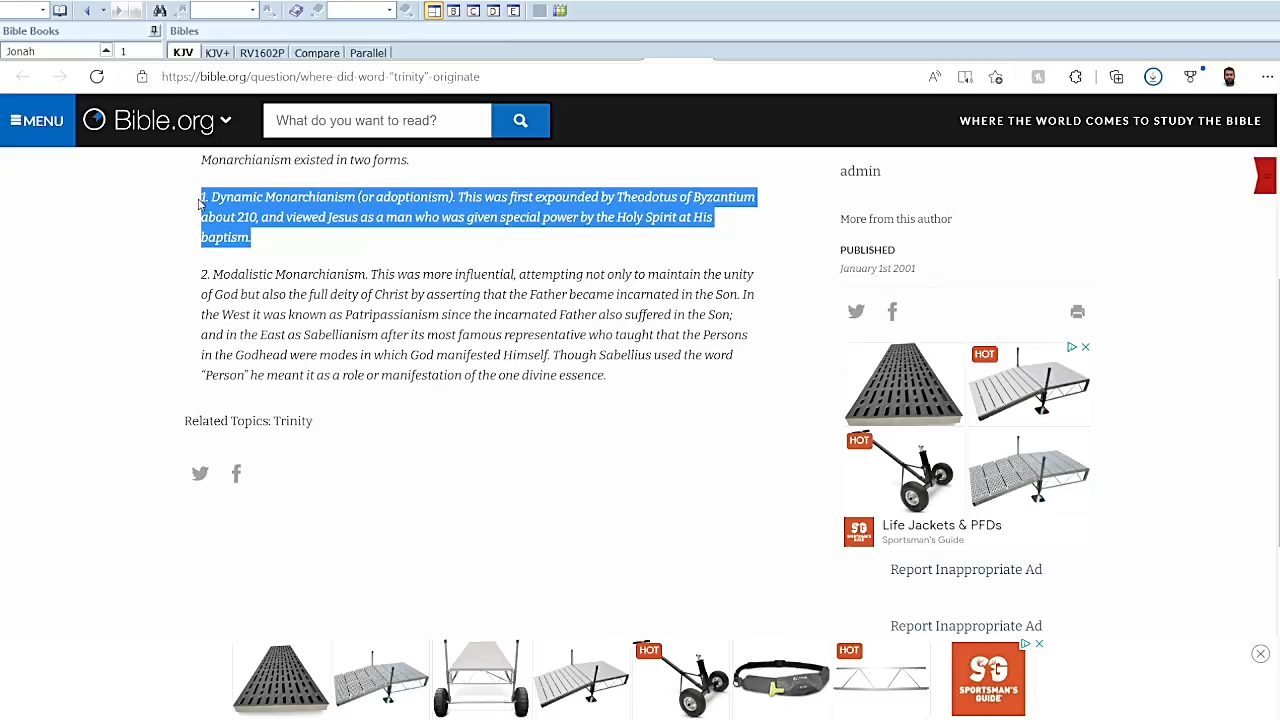 B
C
D
E
Bible Books
Bibles
Jonah
1
KJV
KJV+
RV1602P
Compare
Parallel
https://bible.org/question/where-did-word-"trinity"-originate
MENU
Bible.org
What do you want to read?
WHERE THE WORLD COMES TO STUDY THE BIBLE
Monarchianism existed in two forms.
1. Dynamic Monarchianism (or adoptionism). This was first expounded by Theodotus of Byzantium
about 210, and viewed Jesus as a man who was given special power by the Holy Spirit at His
baptism.
2. Modalistic Monarchianism. This was more influential, attempting not only to maintain the unity
of God but also the full deity of Christ by asserting that the Father became incarnated in the Son. In
the West it was known as Patripassianism since the incarnated Father also suffered in the Son;
and in the East as Sabellianism after its most famous representative who taught that the Persons
in the Godhead were modes in which God manifested Himself. Though Sabellius used the word
“Person” he meant it as a role or manifestation of the one divine essence.
Related Topics: Trinity
admin
More from this author
PUBLISHED
January 1st 2001
HOT
HOT
SG
SPORTSMAN'S
GUIDE
Life Jackets & PFDs
Sportsman's Guide
Report Inappropriate Ad
Report Inappropriate Ad
HOT
HOT
SG
SPORTSMAN'S
GUIDE